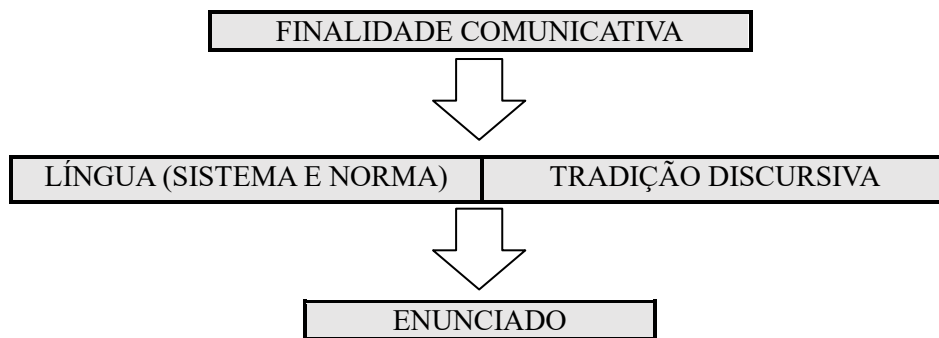 FINALIDADE COMUNICATIVA
LÍNGUA (SISTEMA E NORMA) TRADIÇÃO DISCURSIVA
ENUNCIADO